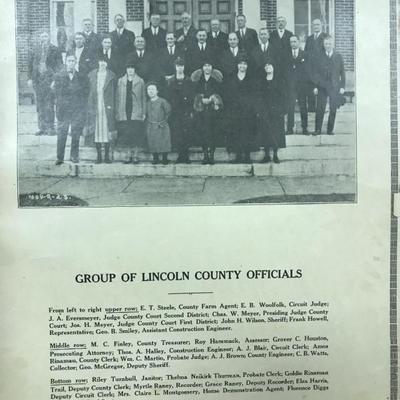 GROUP OF LINCOLN COUNTY OFFICIALS
From left to right upper row; E. T. Steele, County Farm Agent; E. B. Woolfolk, Circuit Judge;
J. A. Eversmeyer, Judge County Court Second District; Chas. W. Meyer, Presiding Judge County
Court; Jos. H. Meyer, Judge County Court First District; John H. Wilson, Sheriff; Frank Howell,
Representative; Geo. B. Smiley, Assistant Construction Engineer.
Middle row; M. C. Finley, County Treasurer; Roy Hammack, Assessor; Grover C. Huston,
Prosecuting Attorney; Thos. A. Halley, Construction Engineer; A. J. Blair, Circuit Clerk; Anne
Rinaman, County Clerk; Wm. C. Martin, Probate Judge; A. J. Brown, County Engineer; C. B. Watts,
Collector; Geo. McGregor, Deputy Sheriff.
Bottom row; Riley Turnbull, Janitor; Thelma Neikirk Thurman, Probate Clerk; Goldie Rinaman
Trail, Deputy County Clerk; Myrtle Raney, Recorder; Grace Raney, Deputy Recorder; Elza Harris,
Deputy Circuit Clerk; Mrs. Claire L. Montgomery, Home Demonstration Agent; Florence Diggs